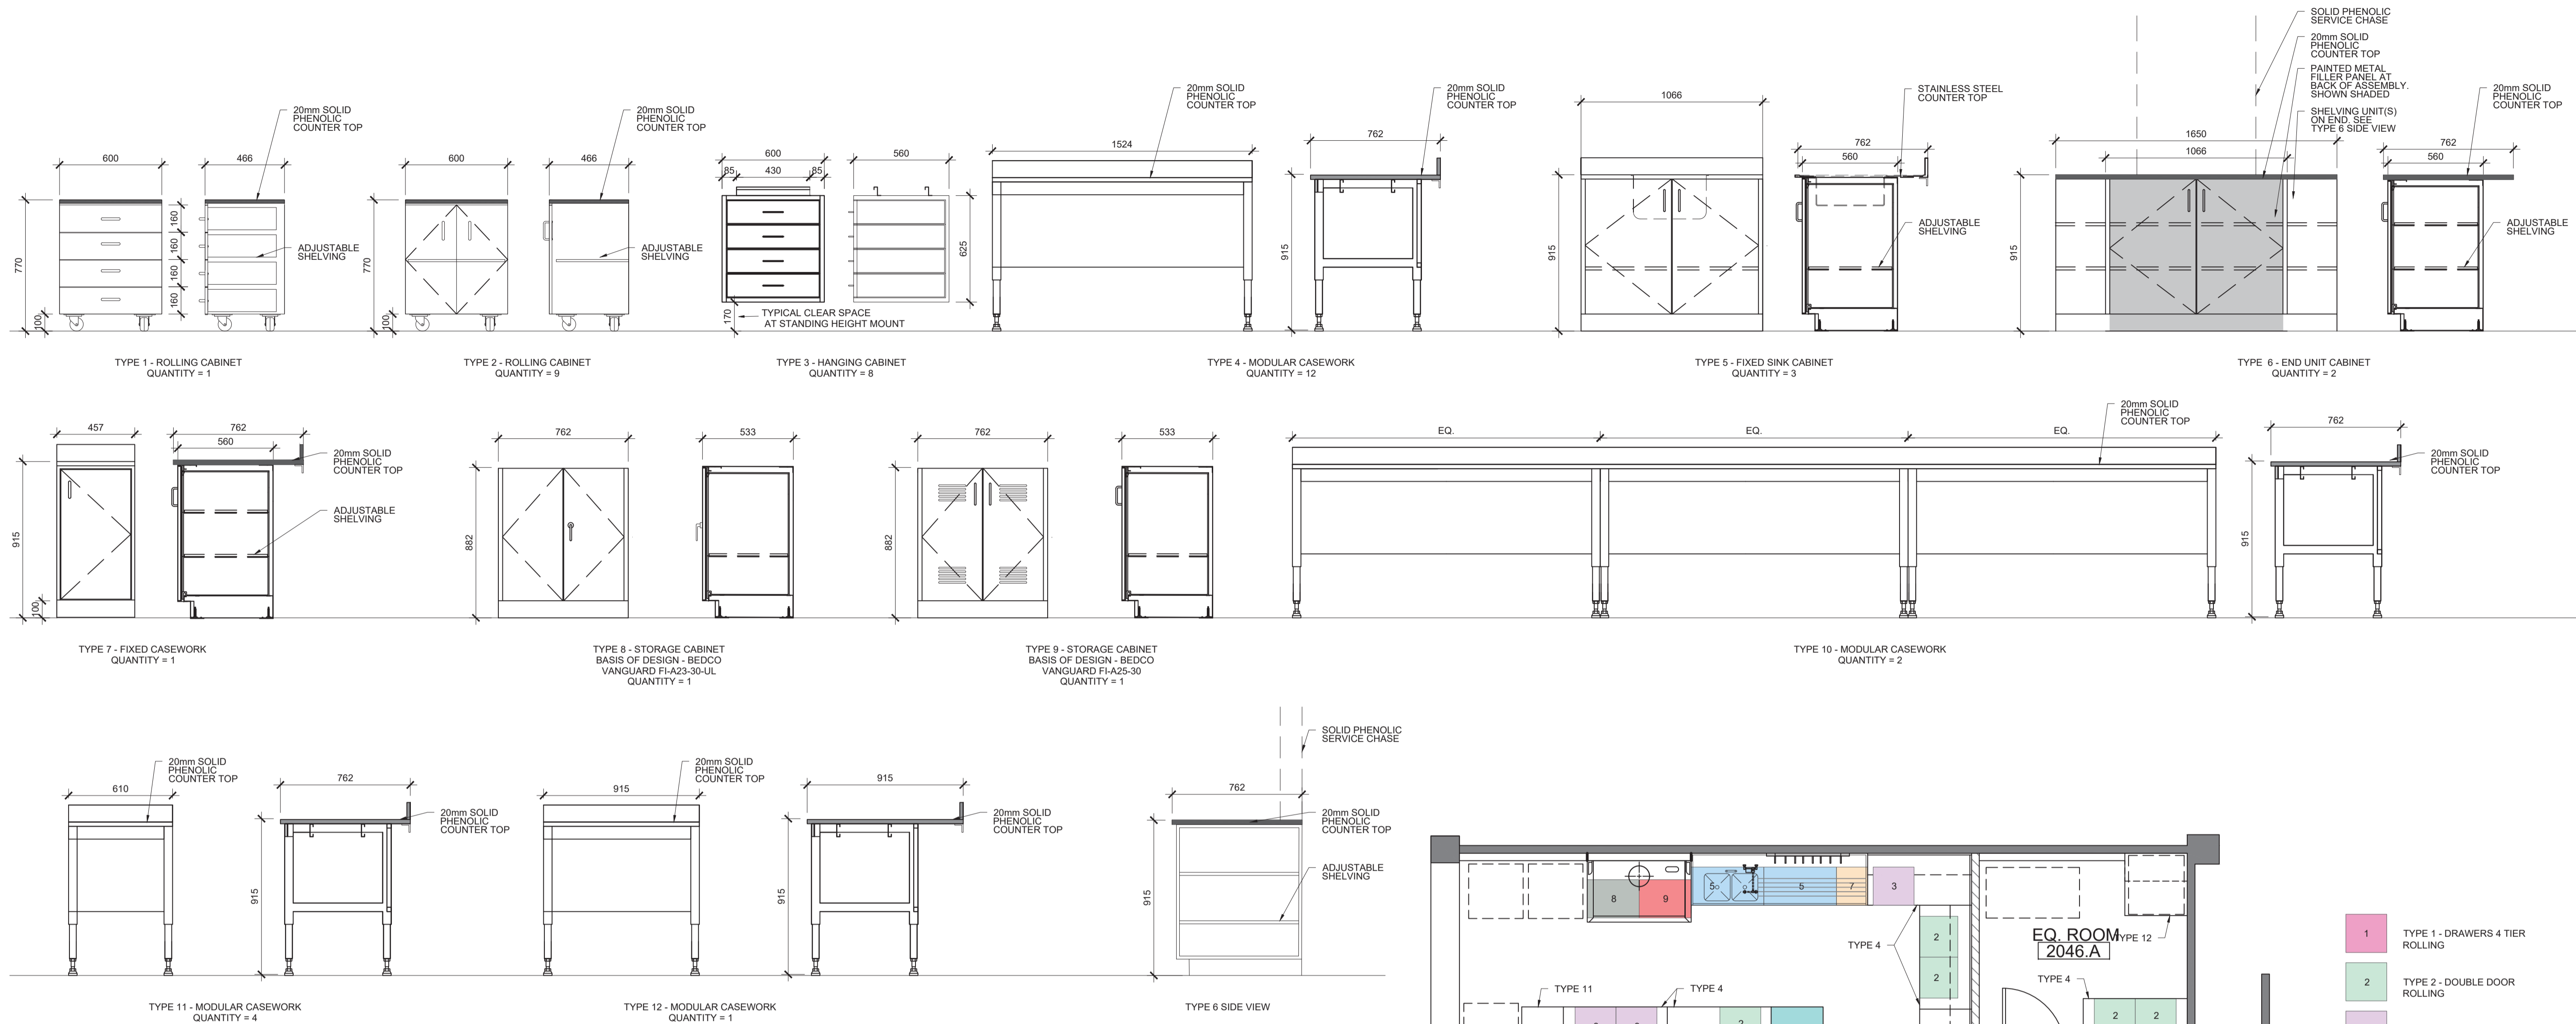 20mm SOLID
PHENOLIC
COUNTER TOP
600
466
770
100
160
160
160
160
ADJUSTABLE
SHELVING
TYPE 1 - ROLLING CABINET
QUANTITY = 1
20mm SOLID
PHENOLIC
COUNTER TOP
600
466
770
100
ADJUSTABLE
SHELVING
TYPE 2 - ROLLING CABINET
QUANTITY = 9
600
560
85
430
85
625
170
TYPICAL CLEAR SPACE
AT STANDING HEIGHT MOUNT
TYPE 3 - HANGING CABINET
QUANTITY = 8
20mm SOLID
PHENOLIC
COUNTER TOP
1524
20mm SOLID
PHENOLIC
COUNTER TOP
762
915
TYPE 4 - MODULAR CASEWORK
QUANTITY = 12
1066
915
STAINLESS STEEL
COUNTER TOP
762
560
ADJUSTABLE
SHELVING
TYPE 5 - FIXED SINK CABINET
QUANTITY = 3
SOLID PHENOLIC
SERVICE CHASE
20mm SOLID
PHENOLIC
COUNTER TOP
PAINTED METAL
FILLER PANEL AT
BACK OF ASSEMBLY.
SHOWN SHADED
SHELVING UNIT(S)
ON END. SEE
TYPE 6 SIDE VIEW
1650
1066
915
20mm SOLID
PHENOLIC
COUNTER TOP
762
560
ADJUSTABLE
SHELVING
TYPE 6 - END UNIT CABINET
QUANTITY = 2
457
762
560
915
100
20mm SOLID
PHENOLIC
COUNTER TOP
ADJUSTABLE
SHELVING
TYPE 7 - FIXED CASEWORK
QUANTITY = 1
762
533
882
TYPE 8 - STORAGE CABINET
BASIS OF DESIGN - BEDCO
VANGUARD FI-A23-30-UL
QUANTITY = 1
762
533
882
TYPE 9 - STORAGE CABINET
BASIS OF DESIGN - BEDCO
VANGUARD FI-A25-30
QUANTITY = 1
20mm SOLID
PHENOLIC
COUNTER TOP
EQ.
EQ.
EQ.
762
20mm SOLID
PHENOLIC
COUNTER TOP
915
TYPE 10 - MODULAR CASEWORK
QUANTITY = 2
20mm SOLID
PHENOLIC
COUNTER TOP
610
762
915
20mm SOLID
PHENOLIC
COUNTER TOP
TYPE 11 - MODULAR CASEWORK
QUANTITY = 4
20mm SOLID
PHENOLIC
COUNTER TOP
915
915
915
20mm SOLID
PHENOLIC
COUNTER TOP
TYPE 12 - MODULAR CASEWORK
QUANTITY = 1
SOLID PHENOLIC
SERVICE CHASE
762
915
20mm SOLID
PHENOLIC
COUNTER TOP
ADJUSTABLE
SHELVING
TYPE 6 SIDE VIEW
8
9
5
5
7
3
2
2
TYPE 4
EQ. ROOM
2046.A
TYPE 12
TYPE 4
TYPE 11
TYPE 4
2
2
1
TYPE 1 - DRAWERS 4 TIER
ROLLING
2
TYPE 2 - DOUBLE DOOR
ROLLING